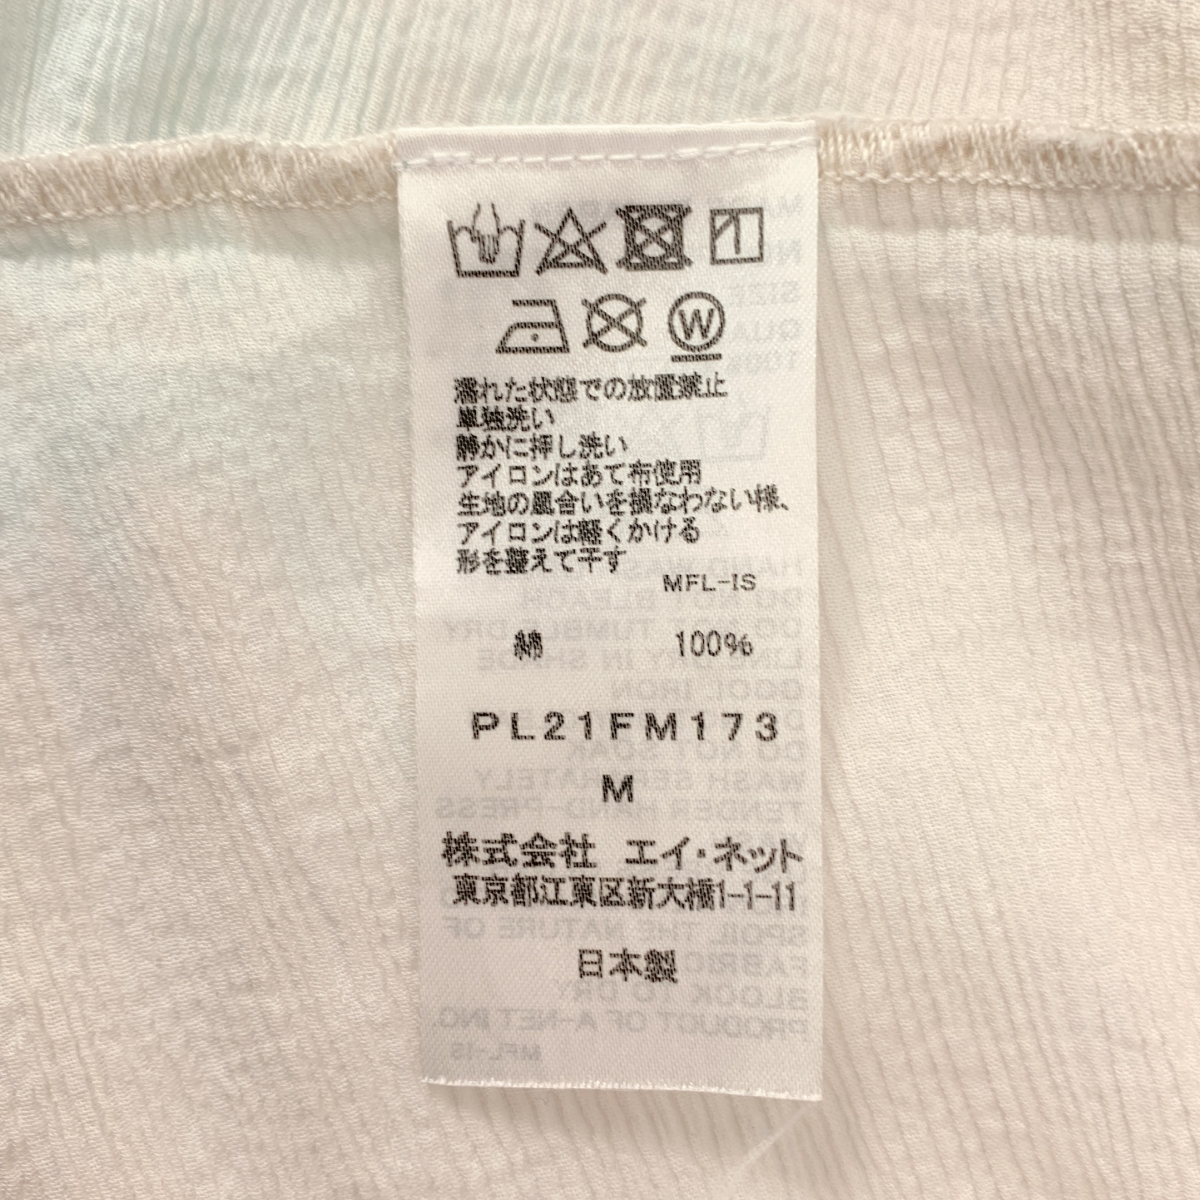 W
濡れた状態での放置禁止
単独洗い
静かに押し洗い
アイロンはあて布使用
生地の風合いを損なわない様、
アイロンは軽くかける
形を整えて干す
MFL-IS
綿 100%
PL21FM173
M
株式会社 エイ・ネット
東京都江東区新大橋1-1-11
日本製